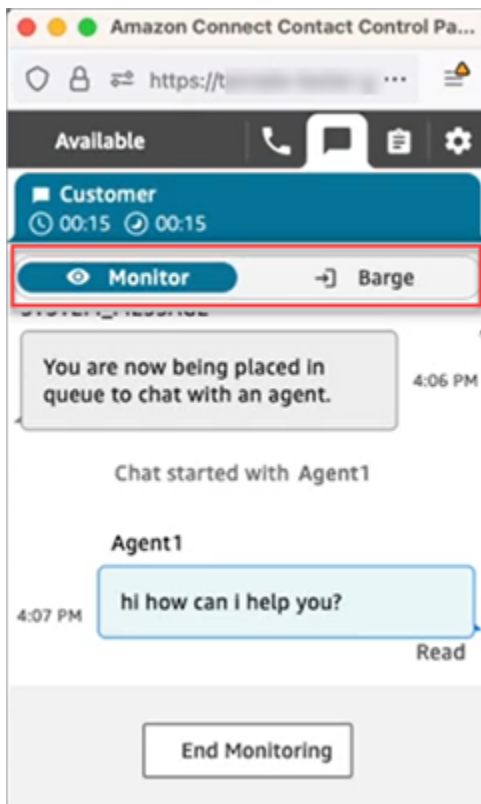 Amazon Connect Contact Control Pa...
https://t ...
Available
Customer
00:15 00:15
Monitor Barge
SYSTEM_MESSAGE
You are now being placed in
queue to chat with an agent.
4:06 PM
Chat started with Agent1
Agent1
hi how can i help you?
4:07 PM
Read
End Monitoring